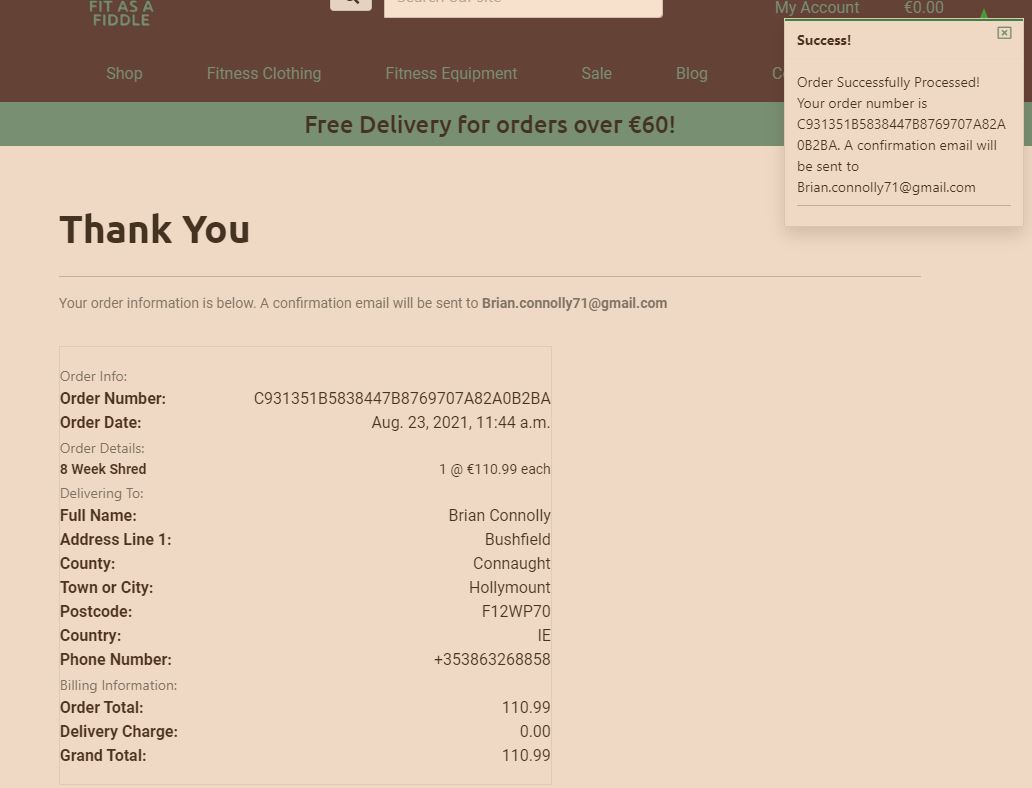 FIT AS A
FIDDLE
Search our site
My Account
€0.00
Shop
Fitness Clothing
Fitness Equipment
Sale
Blog
Free Delivery for orders over €60!
Success!
Order Successfully Processed!
Your order number is
C931351B5838447B8769707A82A
0B2BA. A confirmation email will
be sent to
Brian.connolly71@gmail.com
Thank You
Your order information is below. A confirmation email will be sent to Brian.connolly71@gmail.com
Order Info:
Order Number: C931351B5838447B8769707A82A0B2BA
Order Date: Aug. 23, 2021, 11:44 a.m.
Order Details:
8 Week Shred 1 @ €110.99 each
Delivering To:
Full Name: Brian Connolly
Address Line 1: Bushfield
County: Connaught
Town or City: Hollymount
Postcode: F12WP70
Country: IE
Phone Number: +353863268858
Billing Information:
Order Total: 110.99
Delivery Charge: 0.00
Grand Total: 110.99